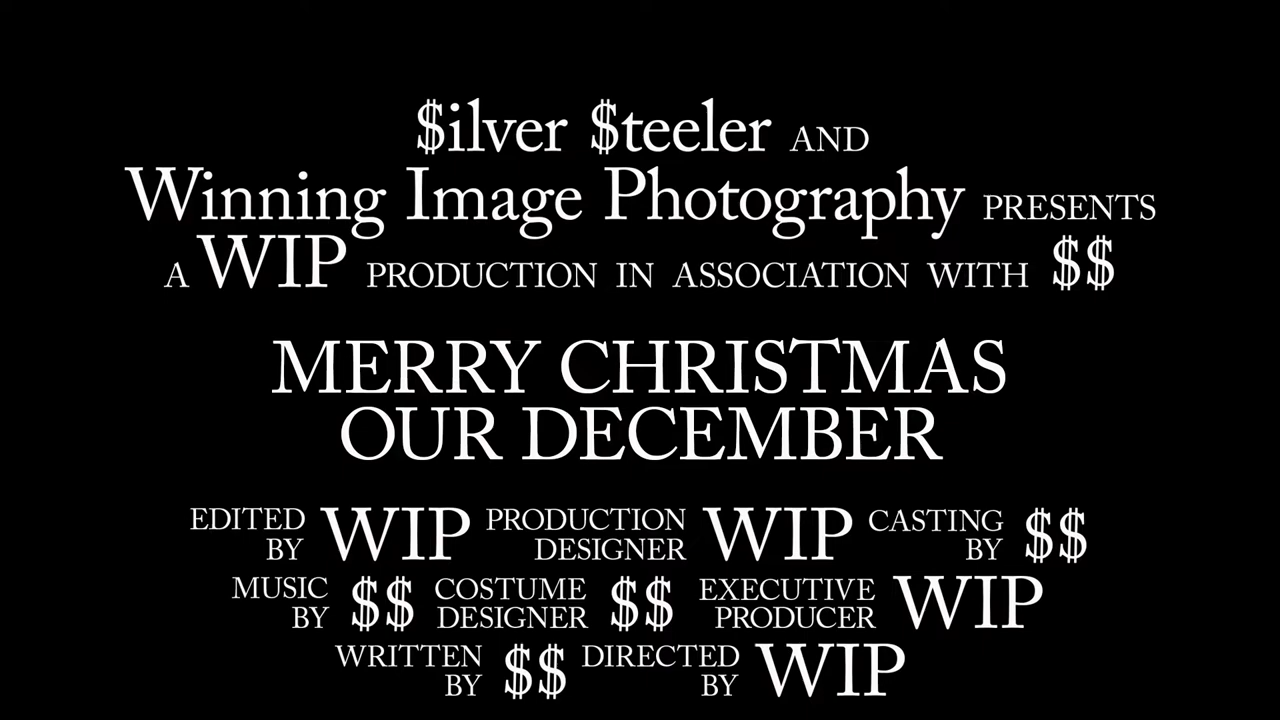 $ilver $teeler AND
Winning Image Photography PRESENTS
A WIP PRODUCTION IN ASSOCIATION WITH $$
MERRY CHRISTMAS
OUR DECEMBER
EDITED BY WIP PRODUCTION DESIGNER WIP CASTING BY $$
MUSIC BY $$ COSTUME DESIGNER $$ EXECUTIVE PRODUCER WIP
WRITTEN BY $$ DIRECTED BY WIP